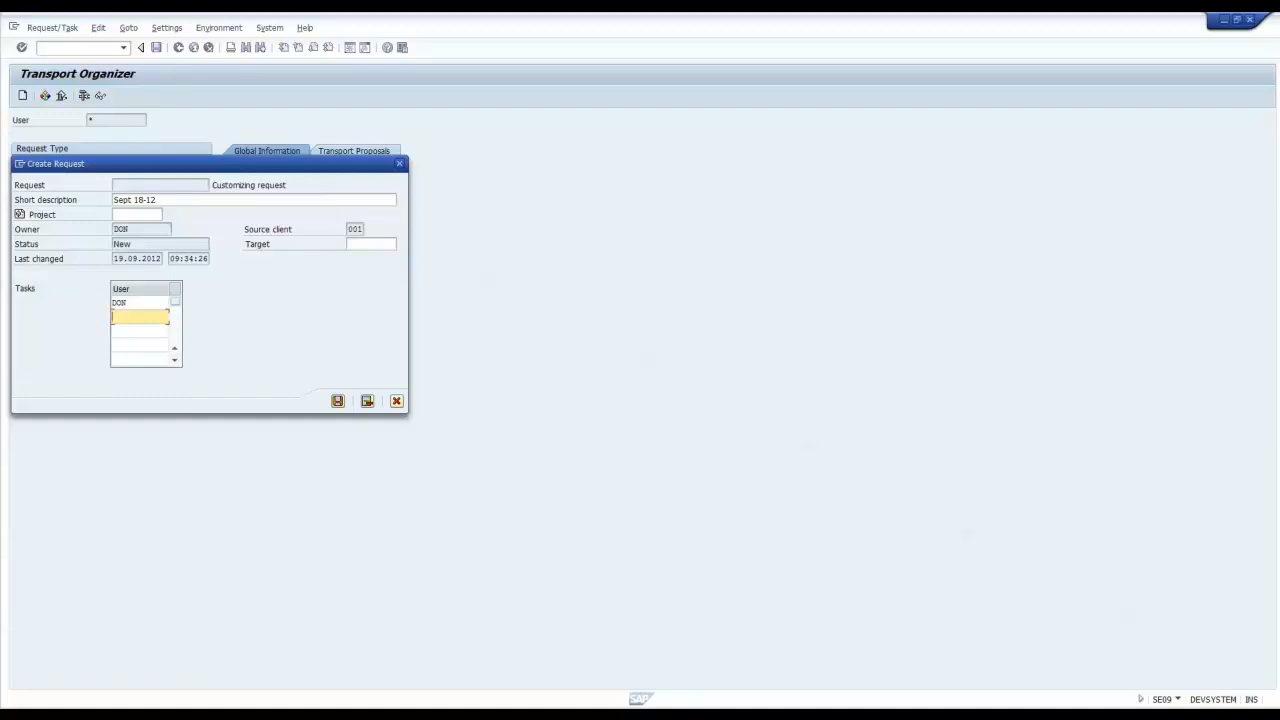 Request/Task Edit Goto Settings Environment System Help
Transport Organizer
User *
Request Type Global Information Transport Proposals
Create Request
Request Customizing request
Short description Sept 18-12
Project
Owner DON Source client 001
Status New Target
Last changed 19.09.2012 09:34:26
Tasks User
DON
SAP SE09 DEVSYSTEM INS